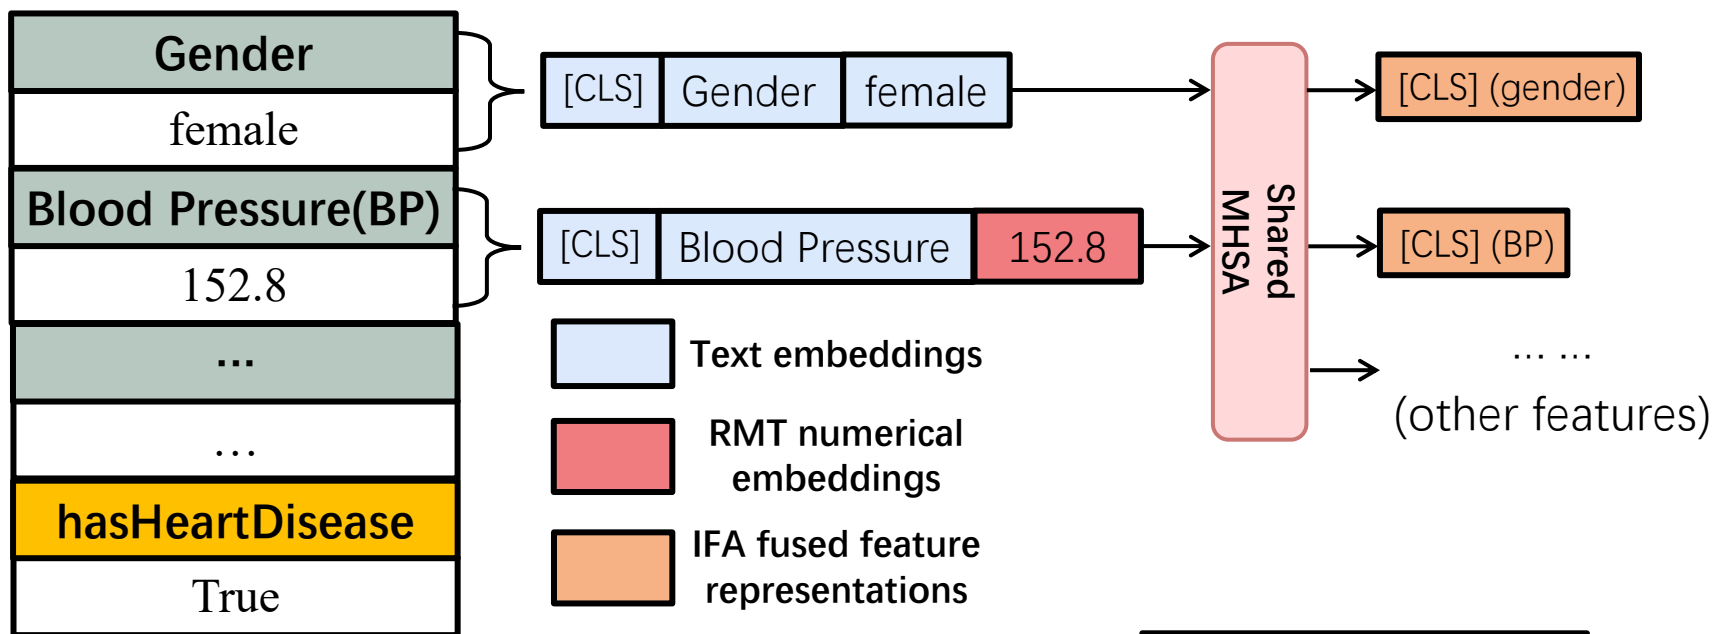 Gender
female
Blood Pressure(BP)
152.8
...
...
hasHeartDisease
True
[CLS] Gender female
[CLS] Blood Pressure 152.8
Text embeddings
RMT numerical
embeddings
IFA fused feature
representations
Shared
MHSA
[CLS] (gender)
[CLS] (BP)
... ...
(other features)